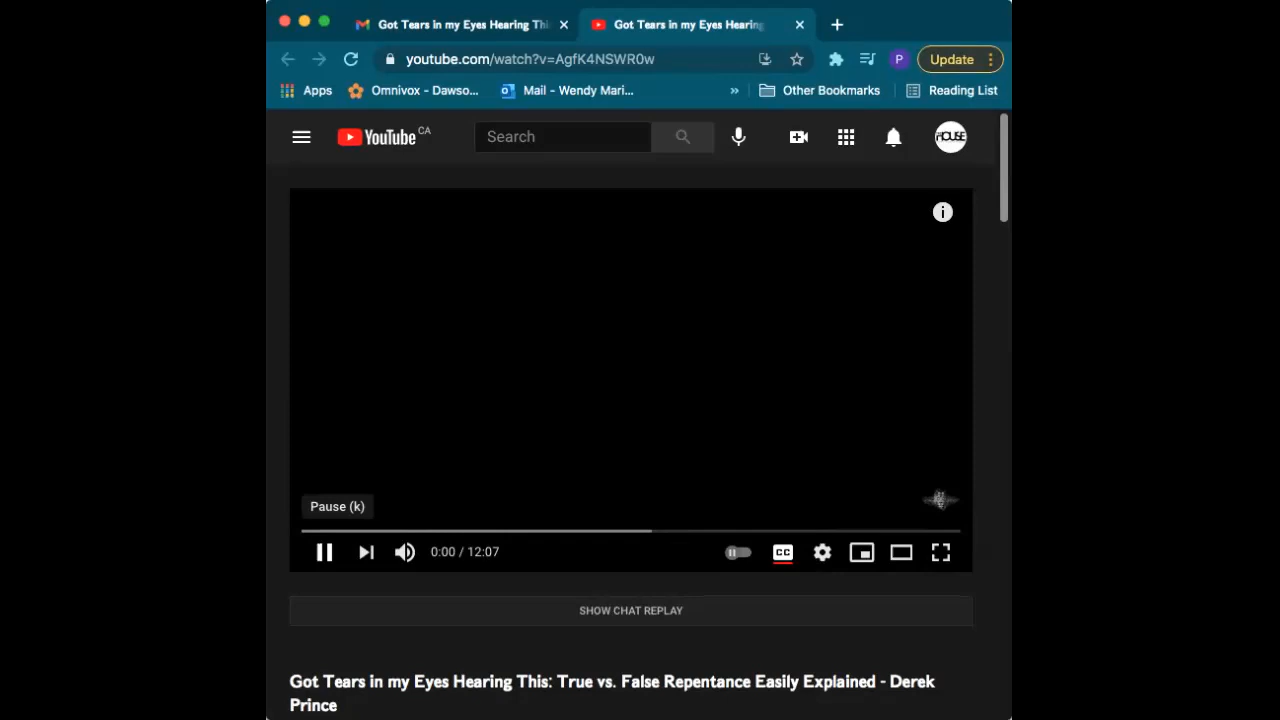 Got Tears in my Eyes Hearing Thi
Got Tears in my Eyes Hearing
youtube.com/watch?v=AgfK4NSWR0w
P
Update
Apps
Omnivox - Dawso...
Mail - Wendy Mari...
»
Other Bookmarks
Reading List
YouTube CA
Search
HOUSE
Pause (k)
0:00 / 12:07
CC
SHOW CHAT REPLAY
Got Tears in my Eyes Hearing This: True vs. False Repentance Easily Explained - Derek
Prince